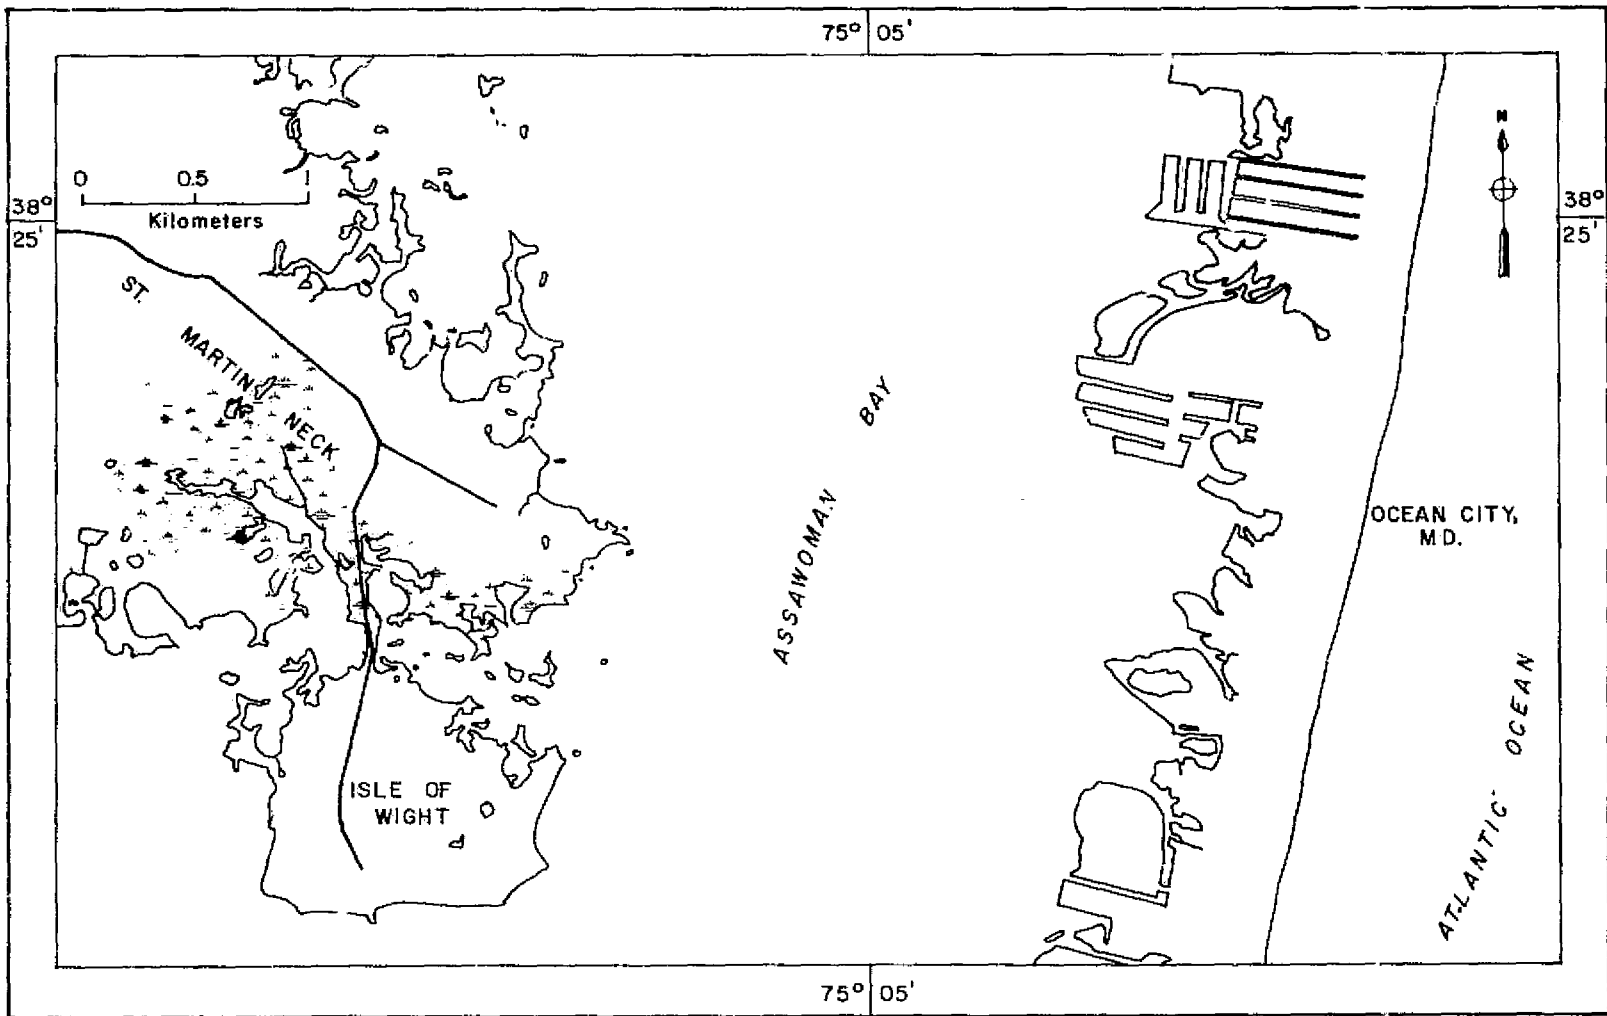 75° 05'
N
0 0.5 1
Kilometers
38°
25'
38°
25'
ST.
MARTIN
NECK
ASSAWOMAN BAY
OCEAN CITY,
MD.
ISLE OF
WIGHT
ATLANTIC OCEAN
75° 05'